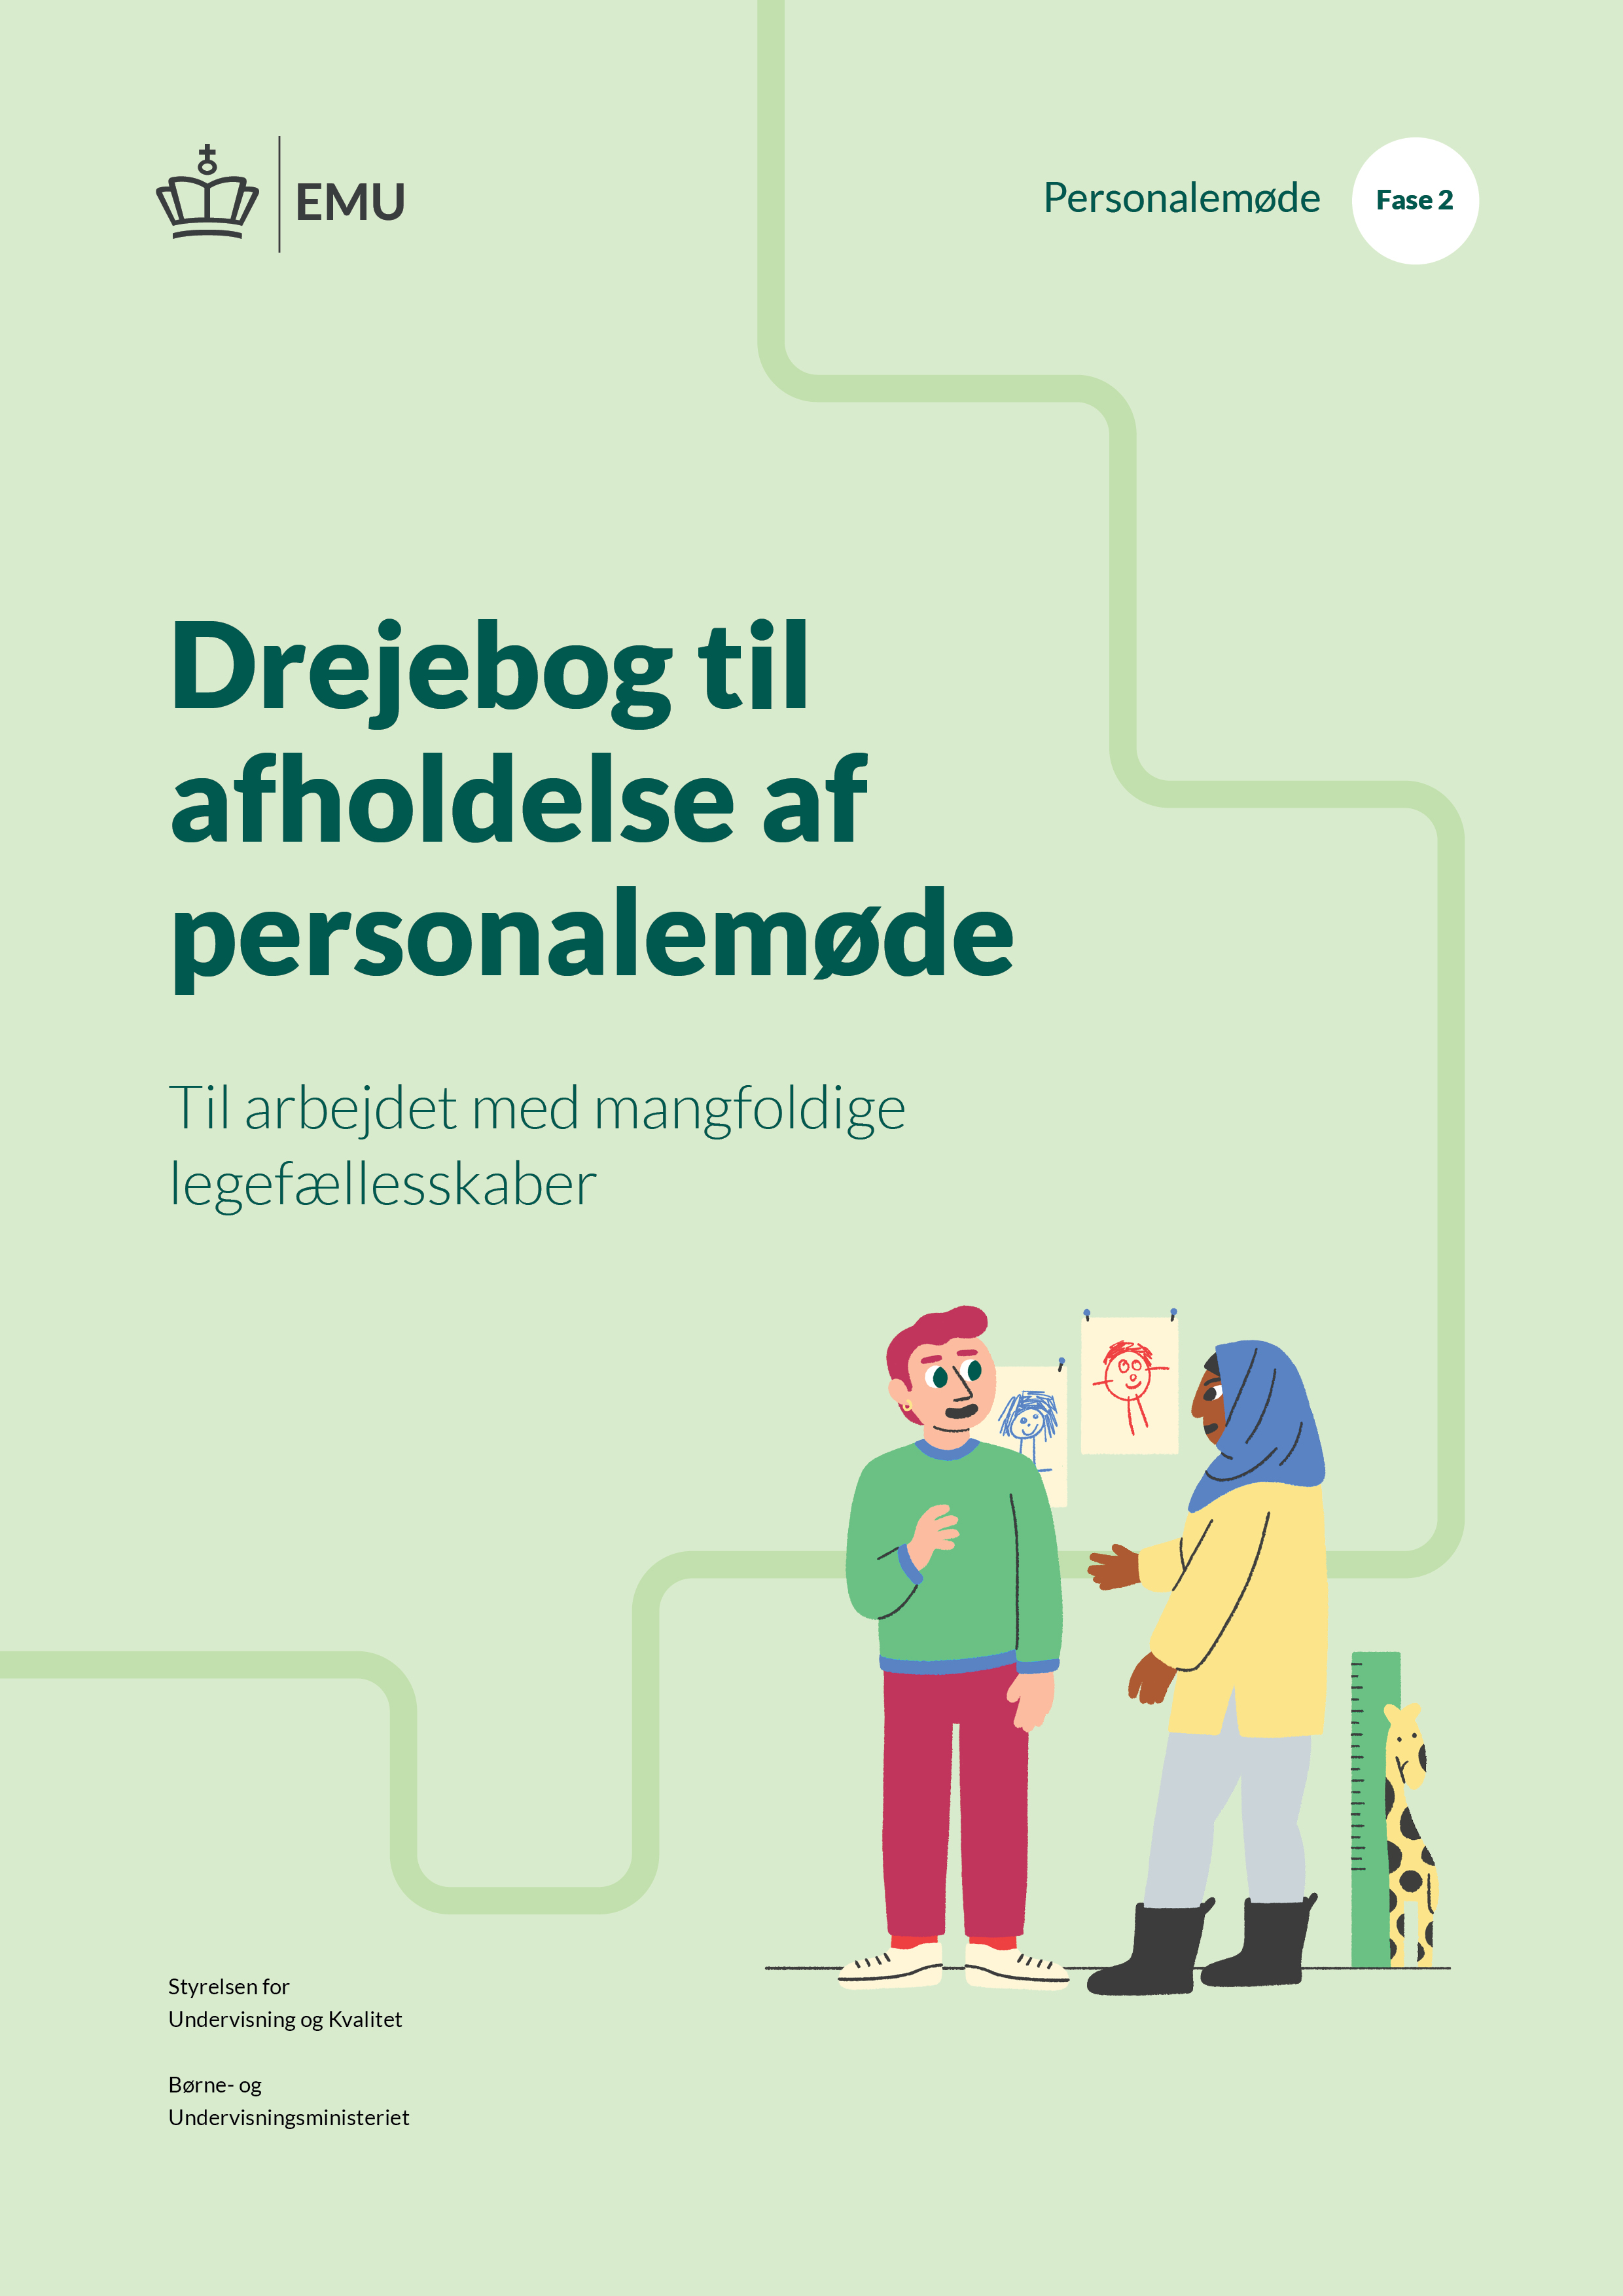 EMU
Personalemøde
Fase 2
Drejebog til
afholdelse af
personalemøde
Til arbejdet med mangfoldige
legefællesskaber
Styrelsen for
Undervisning og Kvalitet
Børne- og
Undervisningsministeriet